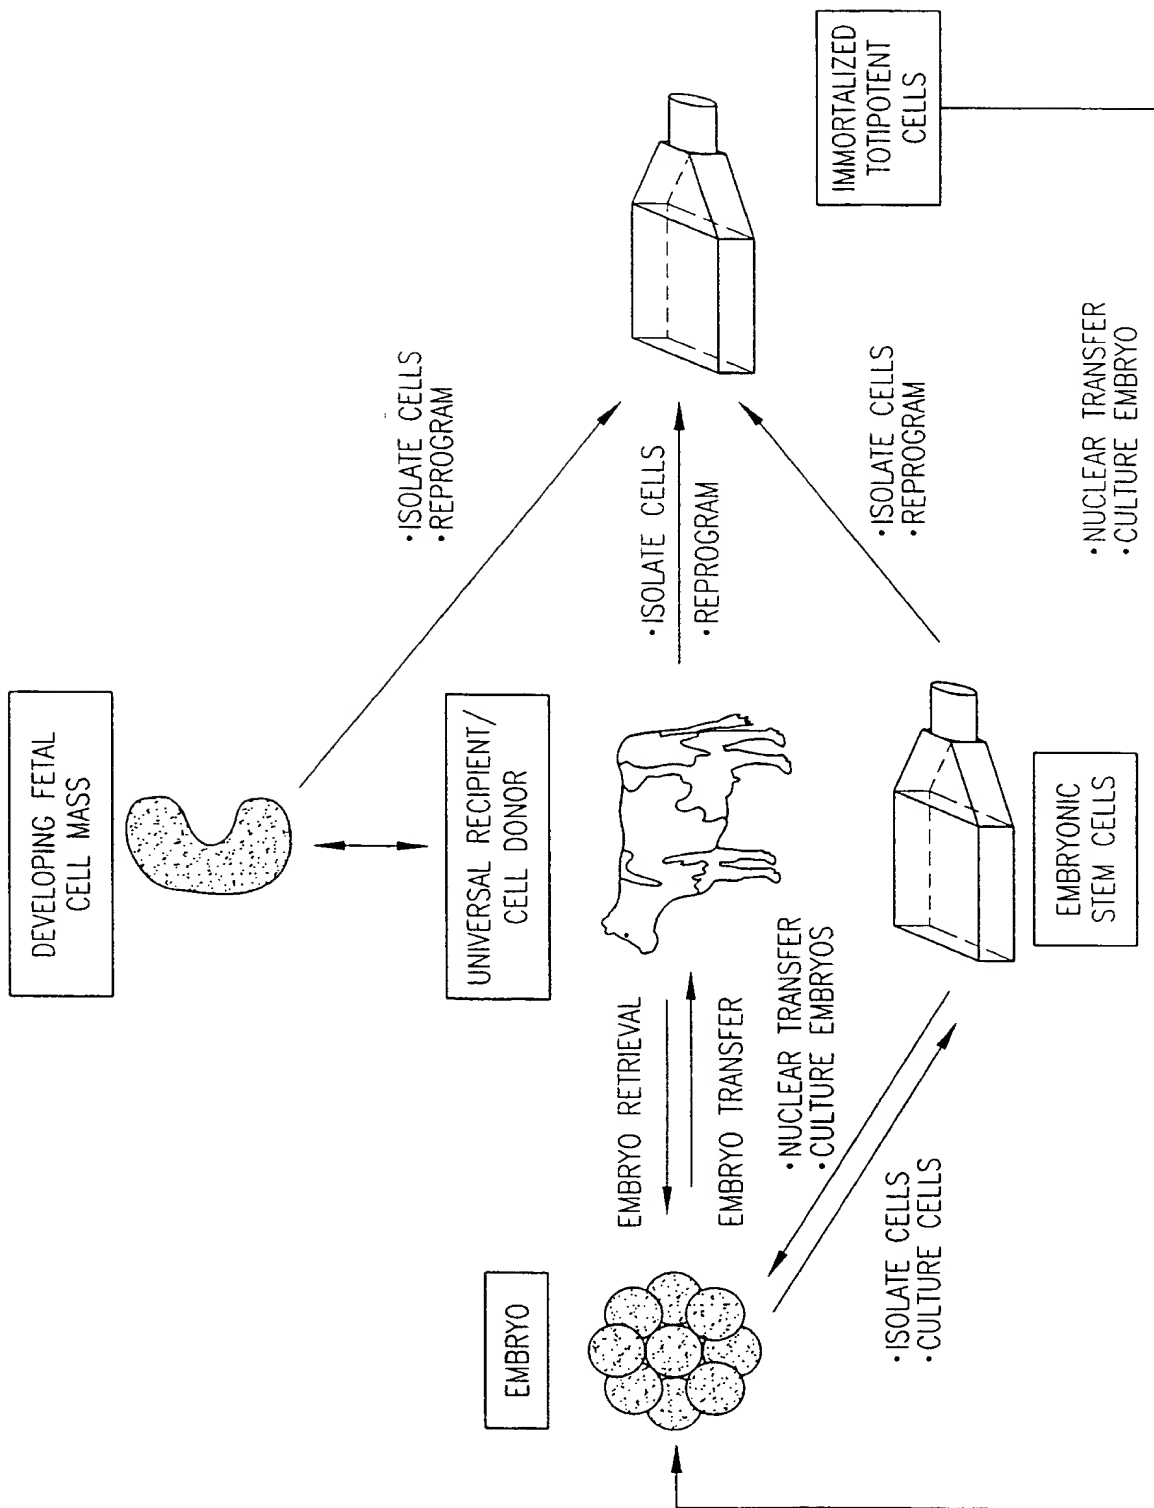 DEVELOPING FETAL
CELL MASS
• ISOLATE CELLS
• REPROGRAM
UNIVERSAL RECIPIENT/
CELL DONOR
EMBRYO
EMBRYO RETRIEVAL
EMBRYO TRANSFER
• ISOLATE CELLS
• REPROGRAM
• NUCLEAR TRANSFER
• CULTURE EMBRYOS
• ISOLATE CELLS
• CULTURE CELLS
EMBRYONIC
STEM CELLS
• ISOLATE CELLS
• REPROGRAM
IMMORTALIZED
TOTIPOTENT
CELLS
• NUCLEAR TRANSFER
• CULTURE EMBRYO